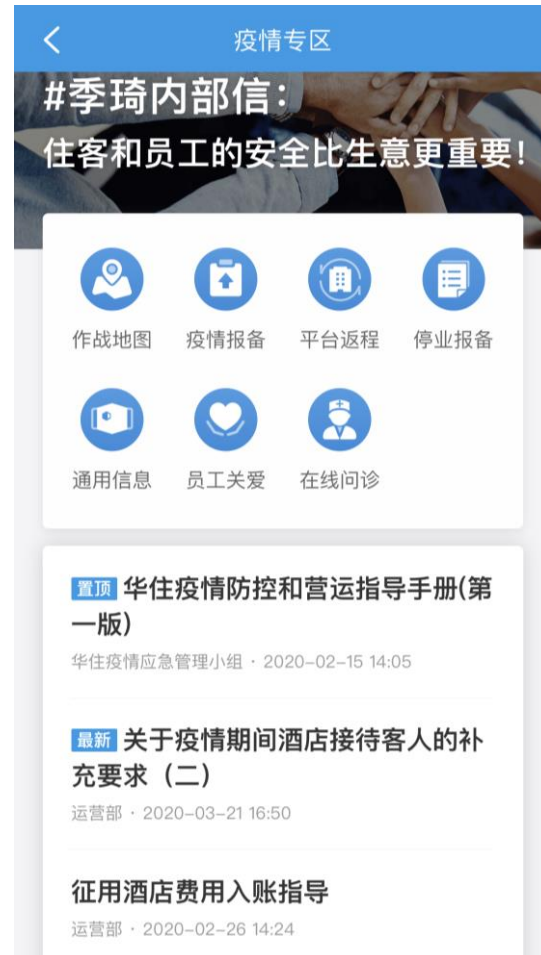 疫情专区
#季琦内部信：
住客和员工的安全比生意更重要！
作战地图 疫情报备 平台返程 停业报备
通用信息 员工关爱 在线问诊
置顶 华住疫情防控和营运指导手册(第
一版)
华住疫情应急管理小组 · 2020-02-15 14:05
最新 关于疫情期间酒店接待客人的补
充要求（二）
运营部 · 2020-03-21 16:50
征用酒店费用入账指导
运营部 · 2020-02-26 14:24